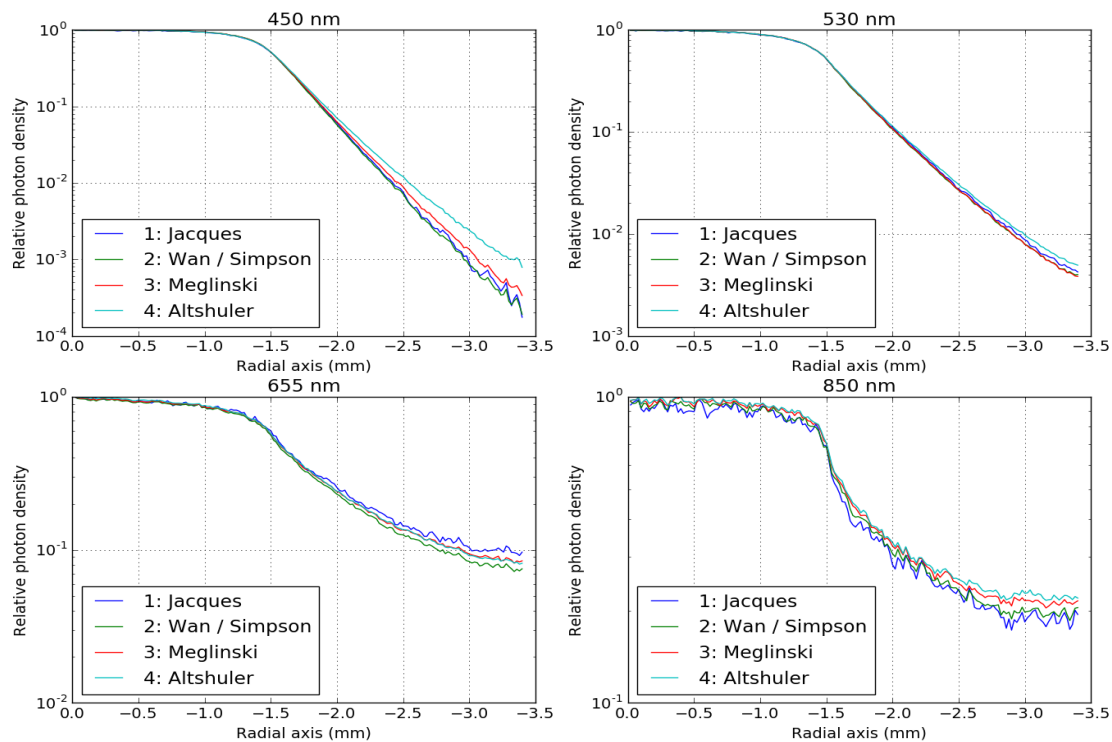 450 nm
Relative photon density
10^0
10^-1
10^-2
10^-3
10^-4
1: Jacques
2: Wan / Simpson
3: Meglinski
4: Altshuler
0.0 −0.5 −1.0 −1.5 −2.0 −2.5 −3.0 −3.5
Radial axis (mm)
530 nm
Relative photon density
10^0
10^-1
10^-2
10^-3
1: Jacques
2: Wan / Simpson
3: Meglinski
4: Altshuler
0.0 −0.5 −1.0 −1.5 −2.0 −2.5 −3.0 −3.5
Radial axis (mm)
655 nm
Relative photon density
10^0
10^-1
10^-2
1: Jacques
2: Wan / Simpson
3: Meglinski
4: Altshuler
0.0 −0.5 −1.0 −1.5 −2.0 −2.5 −3.0 −3.5
Radial axis (mm)
850 nm
Relative photon density
10^0
10^-1
1: Jacques
2: Wan / Simpson
3: Meglinski
4: Altshuler
0.0 −0.5 −1.0 −1.5 −2.0 −2.5 −3.0 −3.5
Radial axis (mm)